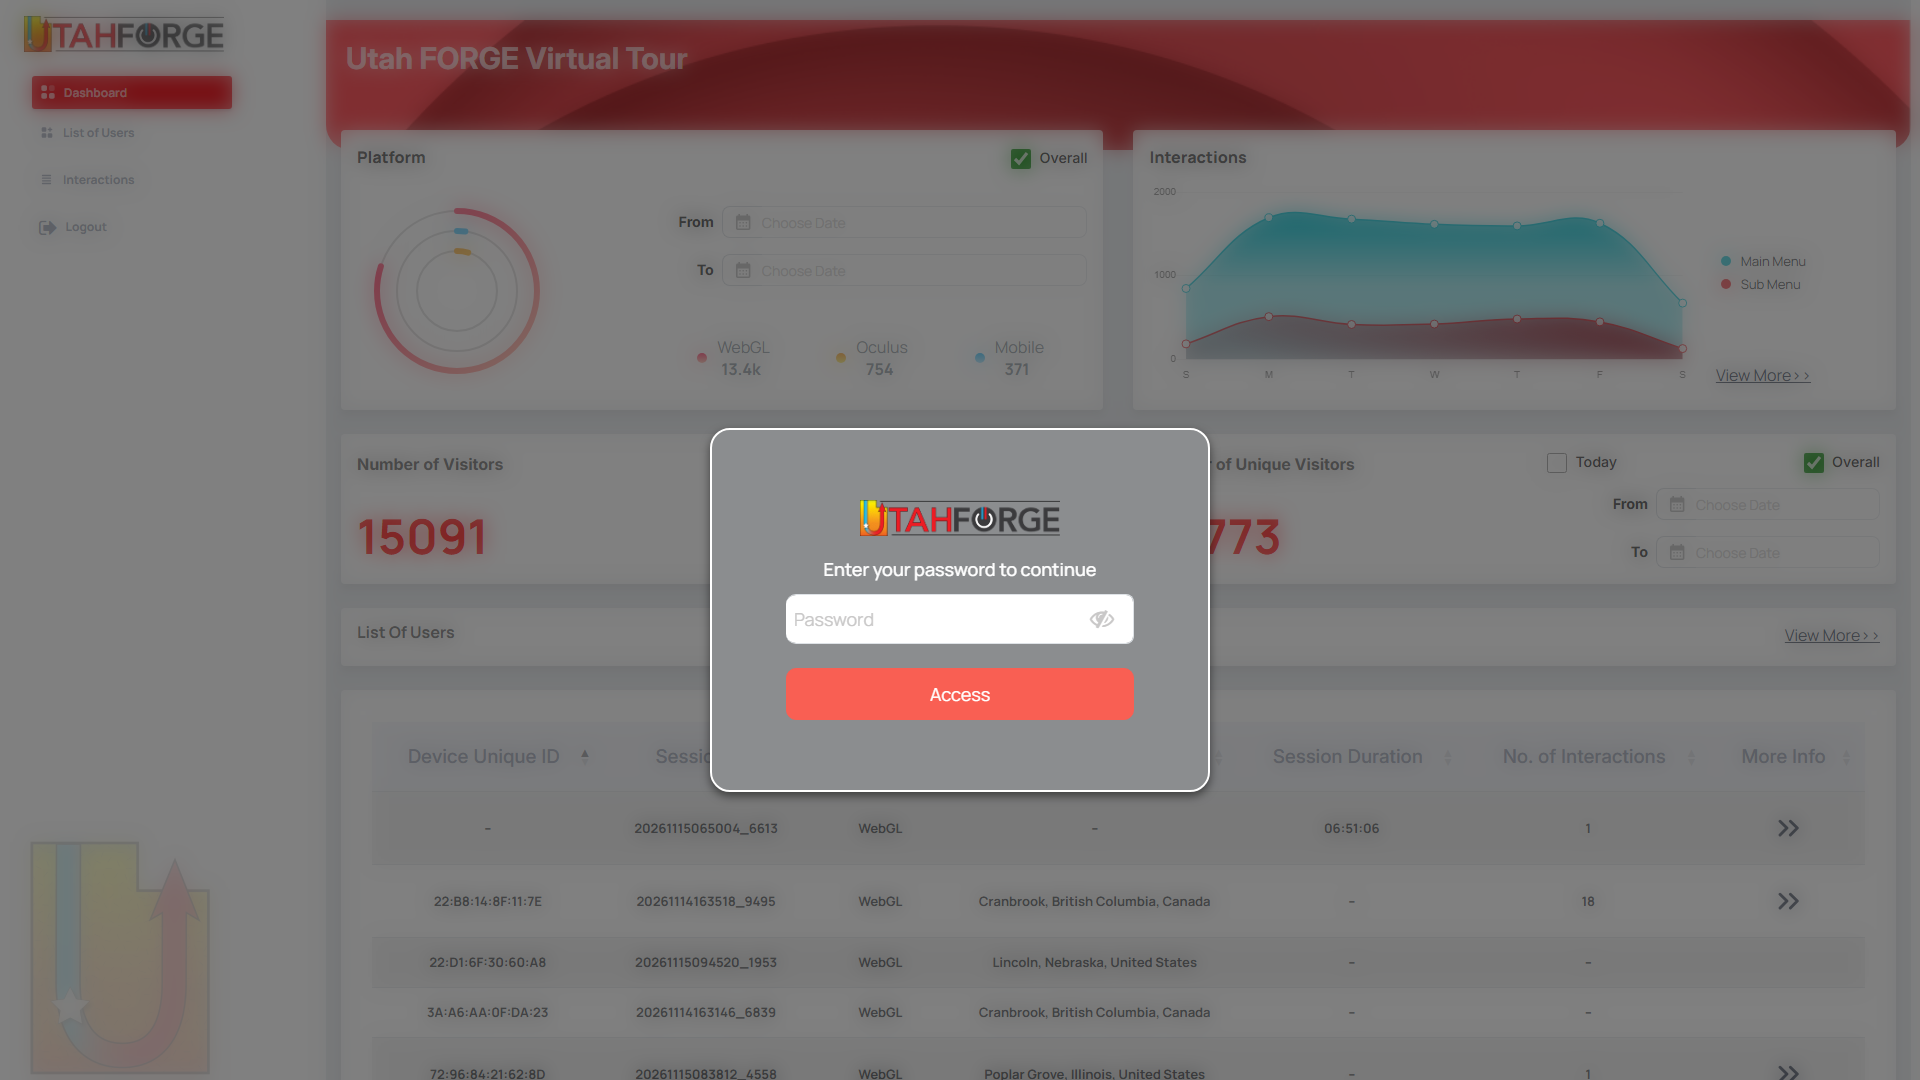 UTAHFORGE
Dashboard
List of Users
Interactions
Logout
Utah FORGE Virtual Tour
Platform
Overall
From
Choose Date
To
Choose Date
WebGL
13.4k
Oculus
754
Mobile
371
Interactions
2000
1000
0
S M T W T F S
Main Menu
Sub Menu
View More>>
Number of Visitors
15091
of Unique Visitors
773
Today
Overall
From
Choose Date
To
Choose Date
UTAHFORGE
Enter your password to continue
Password
Access
List Of Users
View More>>
Device Unique ID Session Duration No. of Interactions More Info
- 20261115065004_6613 WebGL - 06:51:06 1
22:B8:14:8F:11:7E 20261114163518_9495 WebGL Cranbrook, British Columbia, Canada - 18
22:D1:6F:30:60:A8 20261115094520_1953 WebGL Lincoln, Nebraska, United States - -
3A:A6:AA:0F:DA:23 20261114163146_6839 WebGL Cranbrook, British Columbia, Canada - -
72:96:84:21:62:8D 20261115083812_4558 WebGL Poplar Grove, Illinois, United States - 1